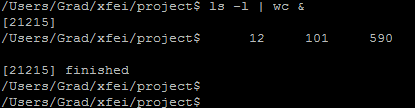 /Users/Grad/xfei/project$ ls -l | wc &
[21215]
/Users/Grad/xfei/project$      12     101     590

[21215] finished
/Users/Grad/xfei/project$
/Users/Grad/xfei/project$